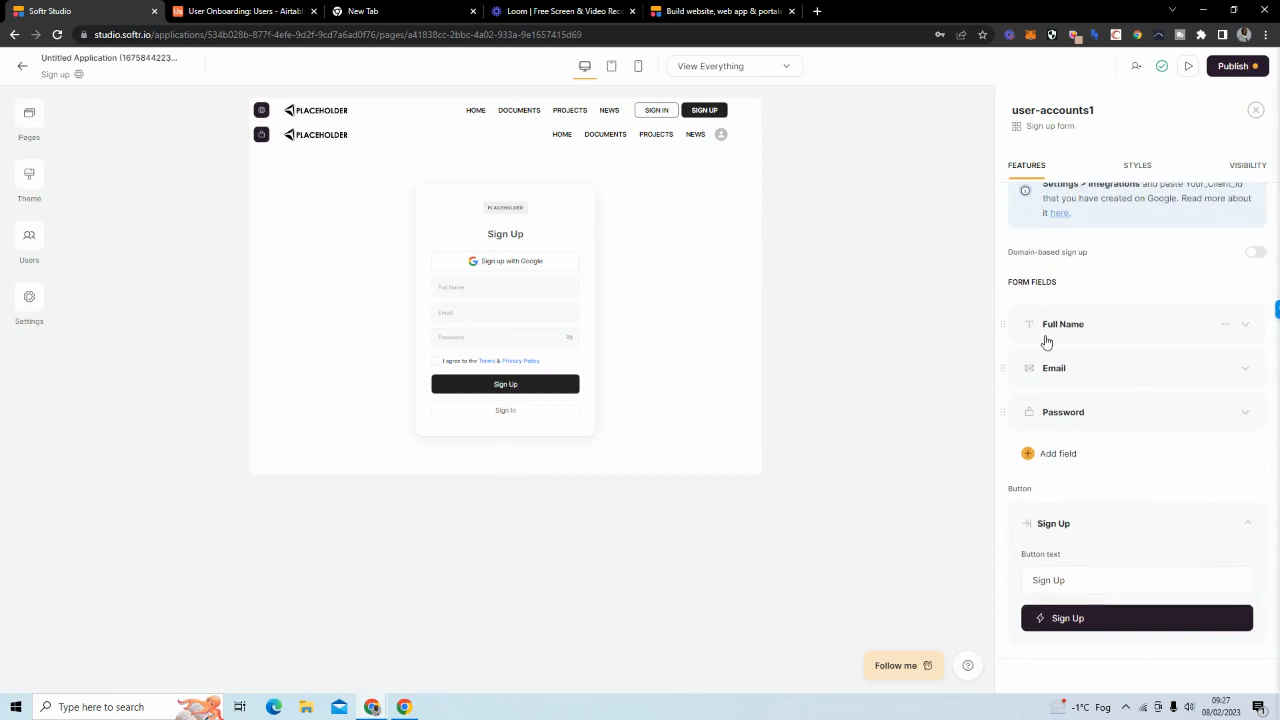 Softr Studio
User Onboarding: Users - Airtabl
New Tab
Loom | Free Screen & Video Rec
Build website, web app & portals
studio.softr.io/applications/534b028b-877f-4efe-9d2f-9cd7a6ad0f76/pages/a41838cc-2bbc-4a02-933a-9e1657415d69
Untitled Application (1675844223...
Sign up
View Everything
Publish
Pages
Theme
Users
Settings
PLACEHOLDER
HOME
DOCUMENTS
PROJECTS
NEWS
SIGN IN
SIGN UP
PLACEHOLDER
HOME
DOCUMENTS
PROJECTS
NEWS
PLACEHOLDER
Sign Up
Sign up with Google
Full Name
Email
Password
I agree to the Terms & Privacy Policy
Sign Up
Sign In
user-accounts1
Sign up form
FEATURES
STYLES
VISIBILITY
Settings > Integrations and paste Your_Client_Id
that you have created on Google. Read more about
it here.
Domain-based sign up
FORM FIELDS
Full Name
Email
Password
Add field
Button
Sign Up
Button text
Sign Up
Sign Up
Follow me
Type here to search
-1°C Fog
09:27
08/02/2023